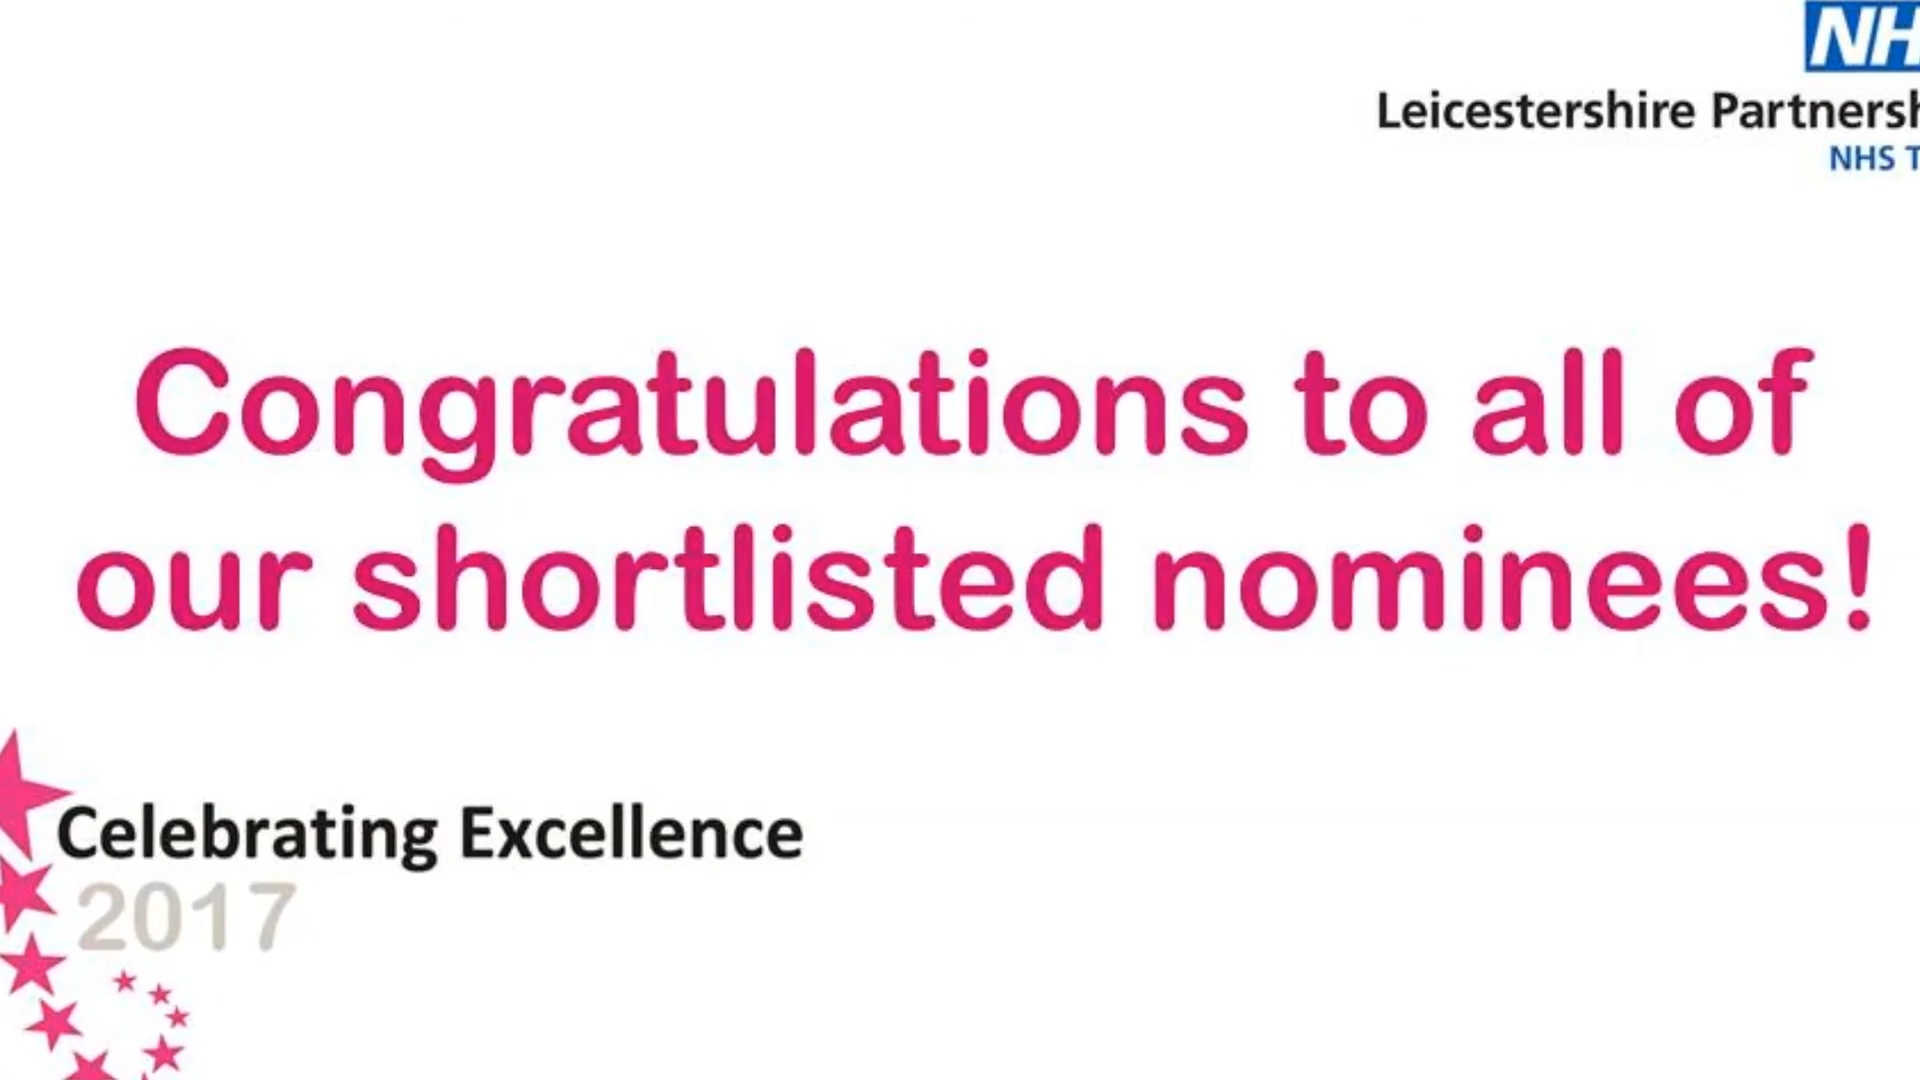 NH
Leicestershire Partnersh
NHS T
Congratulations to all of
our shortlisted nominees!
Celebrating Excellence
2017